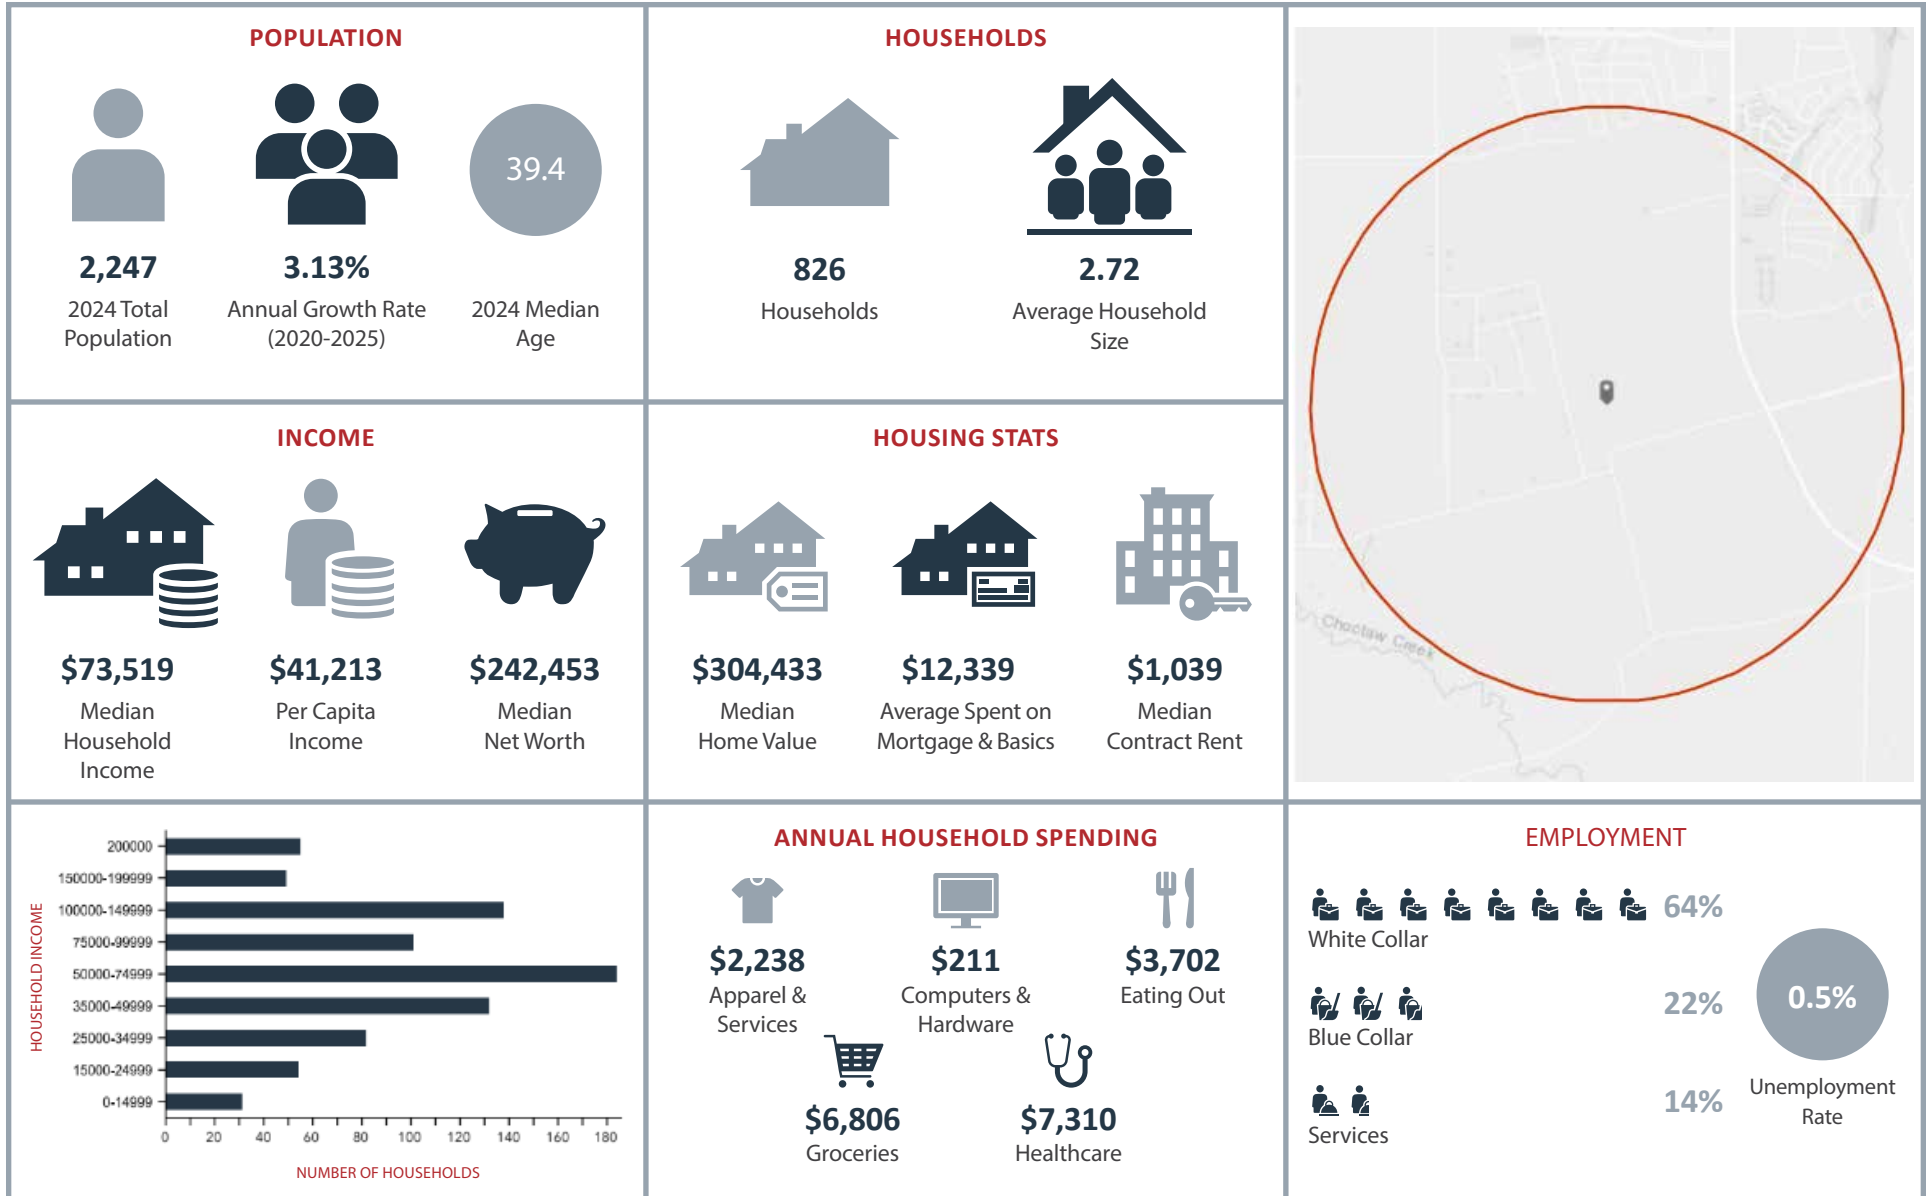 POPULATION
39.4
2,247
2024 Total
Population
3.13%
Annual Growth Rate
(2020-2025)
2024 Median
Age
HOUSEHOLDS
826
Households
2.72
Average Household
Size
Choctaw Creek
INCOME
$73,519
Median
Household
Income
$41,213
Per Capita
Income
$242,453
Median
Net Worth
HOUSING STATS
$304,433
Median
Home Value
$12,339
Average Spent on
Mortgage & Basics
$1,039
Median
Contract Rent
HOUSEHOLD INCOME
200000
150000-199999
100000-149999
75000-99999
50000-74999
35000-49999
25000-34999
15000-24999
0-14999
0 20 40 60 80 100 120 140 160 180
NUMBER OF HOUSEHOLDS
ANNUAL HOUSEHOLD SPENDING
$2,238
Apparel &
Services
$211
Computers &
Hardware
$3,702
Eating Out
$6,806
Groceries
$7,310
Healthcare
EMPLOYMENT
64%
White Collar
22%
Blue Collar
14%
Services
0.5%
Unemployment
Rate